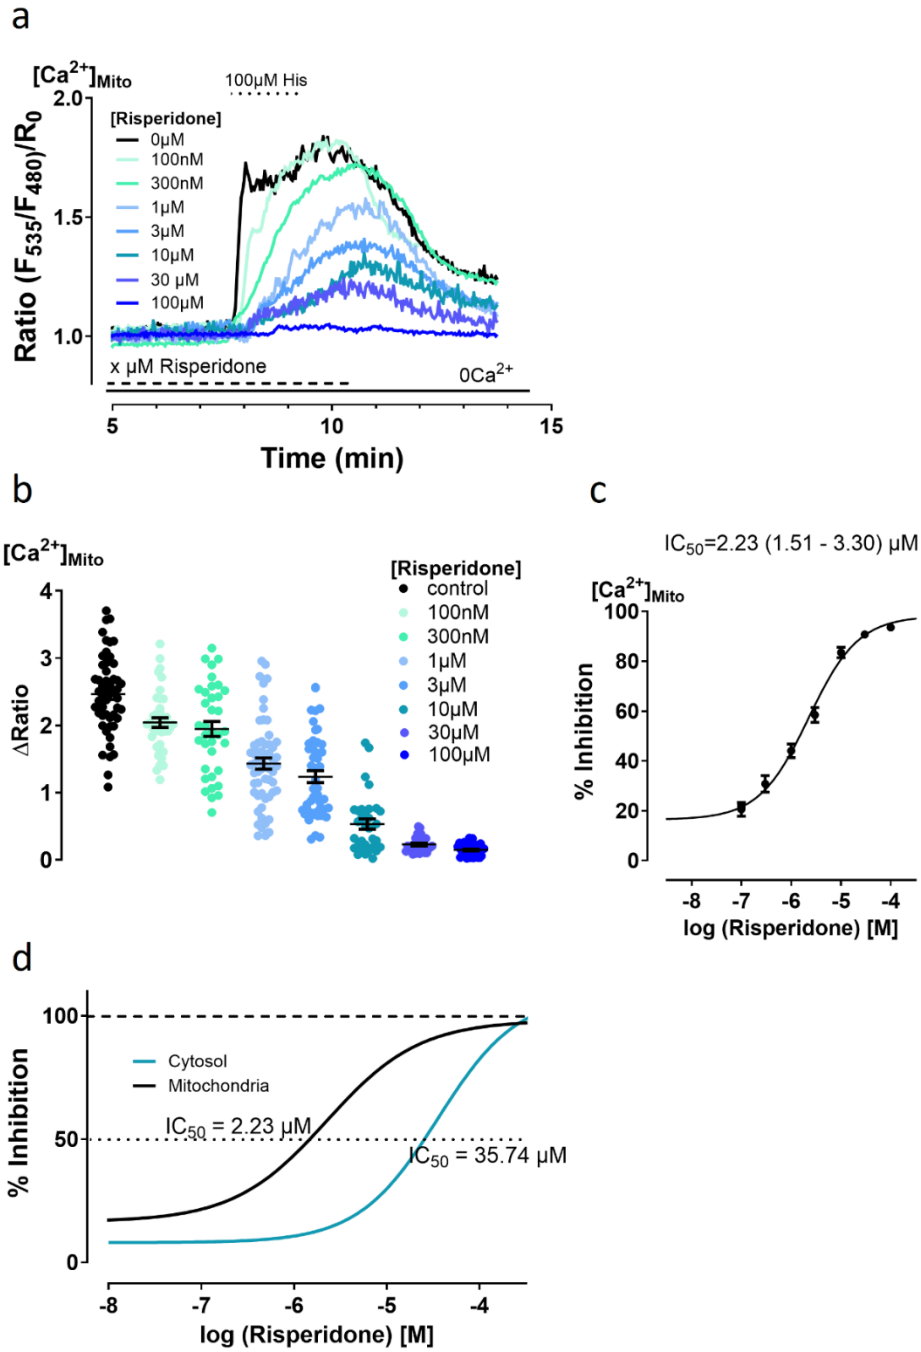 a
[Ca²⁺]Mito
100µM His
2.0
[Risperidone]
0µM
100nM
300nM
1µM
3µM
10µM
30 µM
100µM
1.5
1.0
Ratio (F₅₃₅/F₄₈₀)/R₀
x µM Risperidone
0Ca²⁺
5
10
15
Time (min)
b
[Ca²⁺]Mito
[Risperidone]
control
100nM
300nM
1µM
3µM
10µM
30µM
100µM
4
3
2
1
0
ΔRatio
c
IC₅₀=2.23 (1.51 - 3.30) µM
[Ca²⁺]Mito
100
80
60
40
20
0
% Inhibition
-8 -7 -6 -5 -4
log (Risperidone) [M]
d
100
50
0
% Inhibition
Cytosol
Mitochondria
IC₅₀ = 2.23 µM
IC₅₀ = 35.74 µM
-8 -7 -6 -5 -4
log (Risperidone) [M]